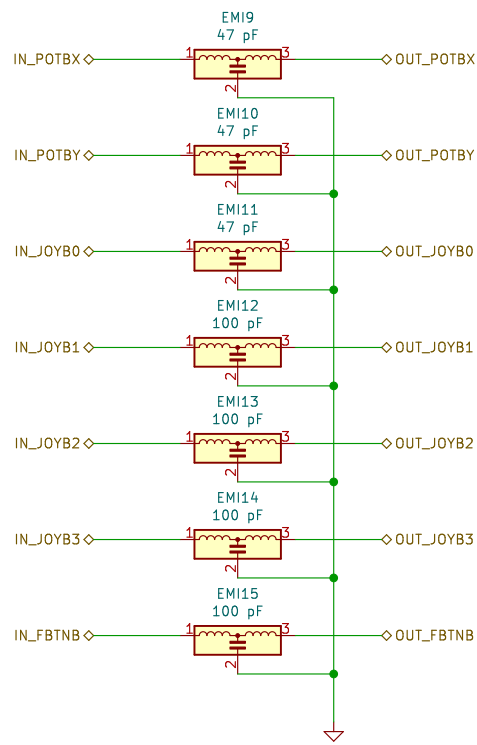 EMI9
47 pF
IN_POTBX 1 3 OUT_POTBX
2
EMI10
47 pF
IN_POTBY 1 3 OUT_POTBY
2
EMI11
47 pF
IN_JOYB0 1 3 OUT_JOYB0
2
EMI12
100 pF
IN_JOYB1 1 3 OUT_JOYB1
2
EMI13
100 pF
IN_JOYB2 1 3 OUT_JOYB2
2
EMI14
100 pF
IN_JOYB3 1 3 OUT_JOYB3
2
EMI15
100 pF
IN_FBTNB 1 3 OUT_FBTNB
2